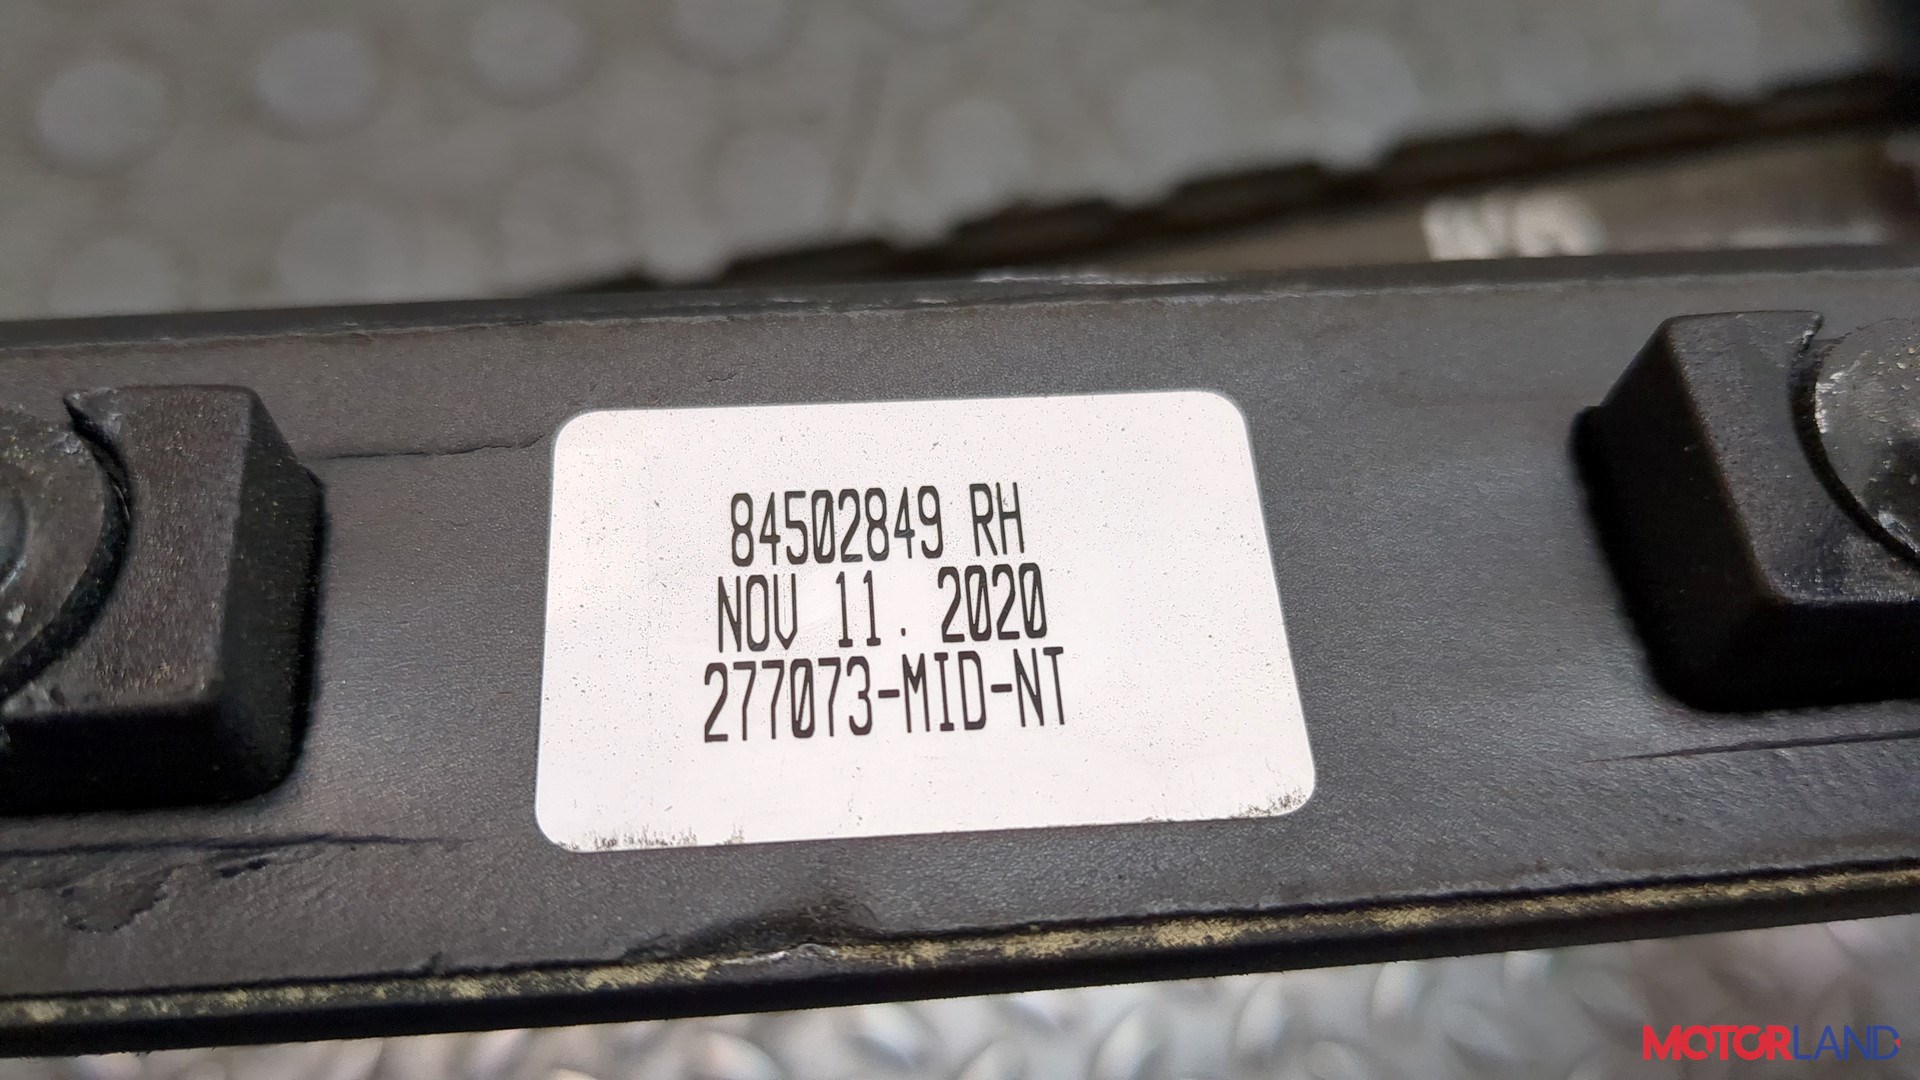 84502849 RH
NOV 11. 2020
277073-MID-NT
MOTORLAND